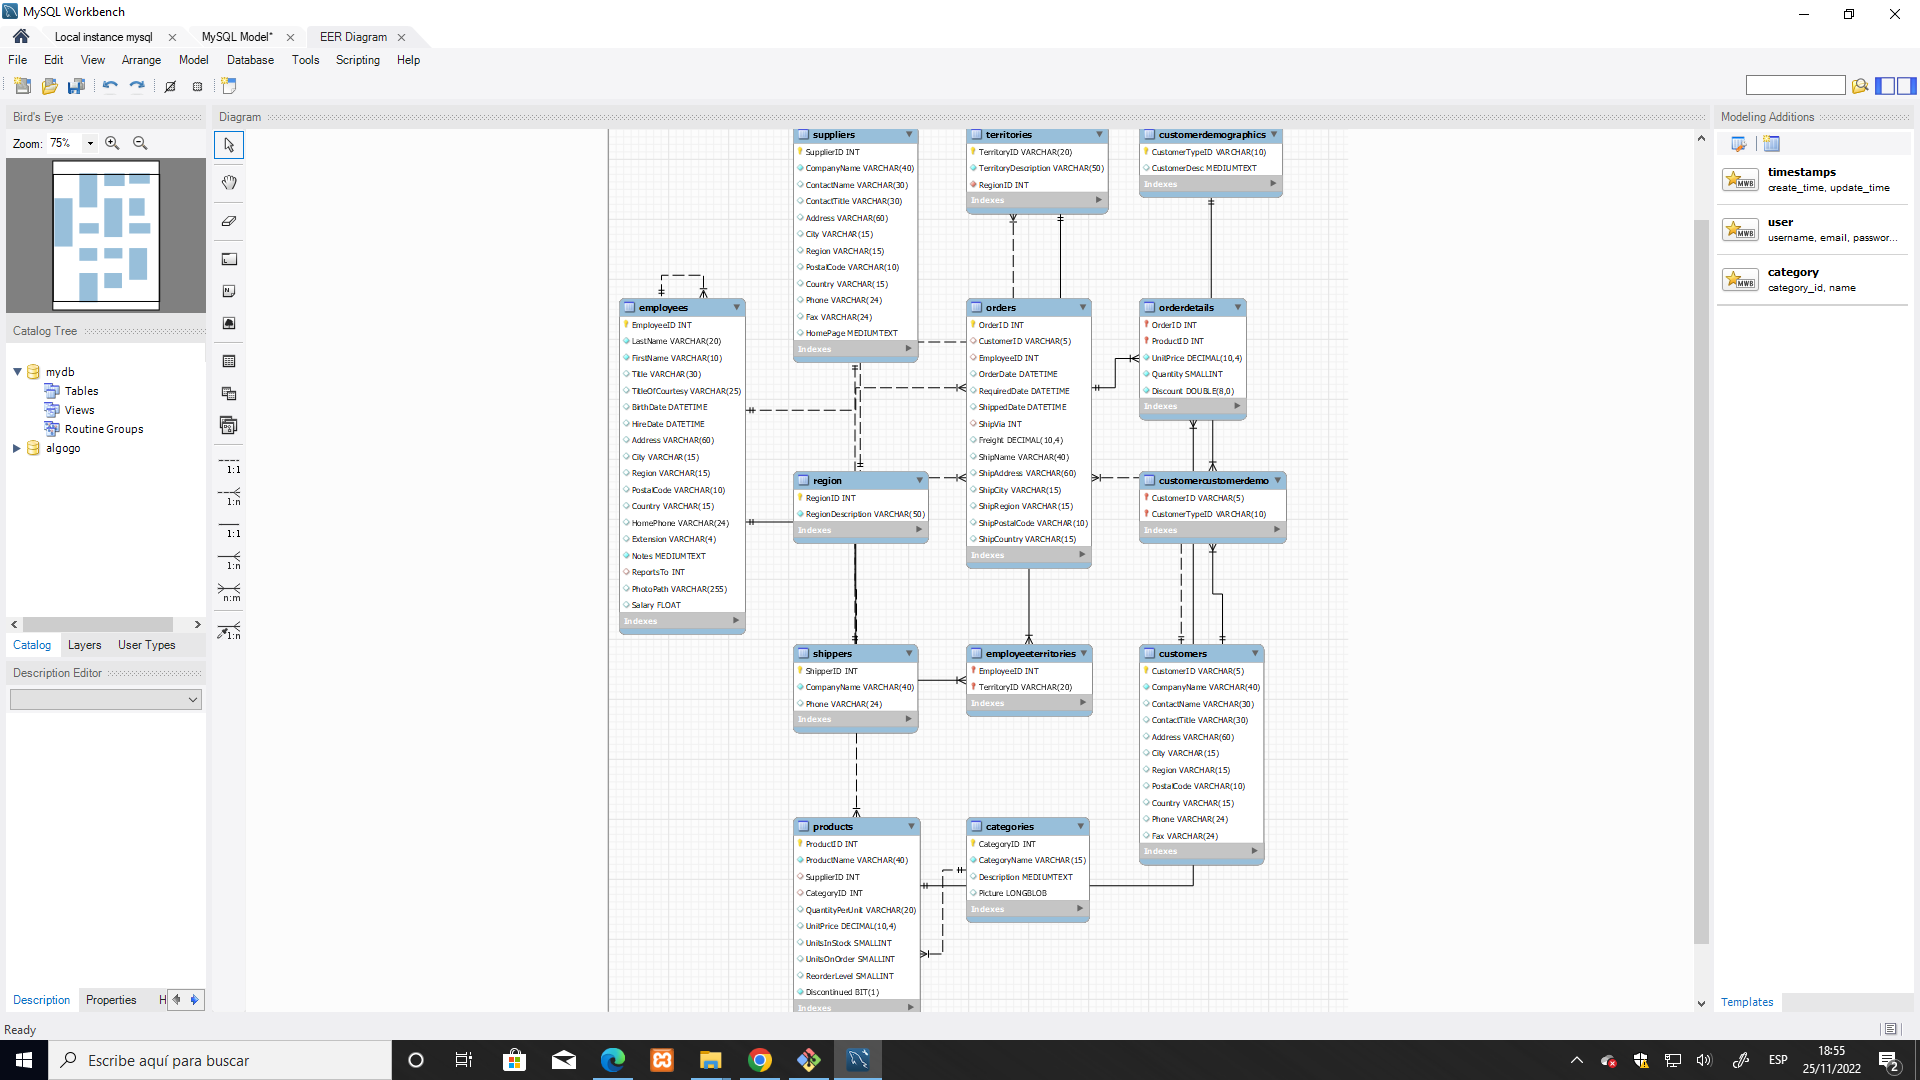 MySQL Workbench
Local instance mysql
MySQL Model*
EER Diagram
File Edit View Arrange Model Database Tools Scripting Help
Bird's Eye
Zoom: 75%
Catalog Tree
mydb
Tables
Views
Routine Groups
algogo
Catalog Layers User Types
Description Editor
Description Properties H
Ready
Diagram
1:1
1:n
1:1
1:n
n:m
1:n
suppliers
SupplierID INT
CompanyName VARCHAR(40)
ContactName VARCHAR(30)
ContactTitle VARCHAR(30)
Address VARCHAR(60)
City VARCHAR(15)
Region VARCHAR(15)
PostalCode VARCHAR(10)
Country VARCHAR(15)
Phone VARCHAR(24)
Fax VARCHAR(24)
HomePage MEDIUMTEXT
Indexes
territories
TerritoryID VARCHAR(20)
TerritoryDescription VARCHAR(50)
RegionID INT
Indexes
customerdemographics
CustomerTypeID VARCHAR(10)
CustomerDesc MEDIUMTEXT
Indexes
employees
EmployeeID INT
LastName VARCHAR(20)
FirstName VARCHAR(10)
Title VARCHAR(30)
TitleOfCourtesy VARCHAR(25)
BirthDate DATETIME
HireDate DATETIME
Address VARCHAR(60)
City VARCHAR(15)
Region VARCHAR(15)
PostalCode VARCHAR(10)
Country VARCHAR(15)
HomePhone VARCHAR(24)
Extension VARCHAR(4)
Notes MEDIUMTEXT
ReportsTo INT
PhotoPath VARCHAR(255)
Salary FLOAT
Indexes
orders
OrderID INT
CustomerID VARCHAR(5)
EmployeeID INT
OrderDate DATETIME
RequiredDate DATETIME
ShippedDate DATETIME
ShipVia INT
Freight DECIMAL(10,4)
ShipName VARCHAR(40)
ShipAddress VARCHAR(60)
ShipCity VARCHAR(15)
ShipRegion VARCHAR(15)
ShipPostalCode VARCHAR(10)
ShipCountry VARCHAR(15)
Indexes
orderdetails
OrderID INT
ProductID INT
UnitPrice DECIMAL(10,4)
Quantity SMALLINT
Discount DOUBLE(8,0)
Indexes
region
RegionID INT
RegionDescription VARCHAR(50)
Indexes
customercustomerdemo
CustomerID VARCHAR(5)
CustomerTypeID VARCHAR(10)
Indexes
shippers
ShipperID INT
CompanyName VARCHAR(40)
Phone VARCHAR(24)
Indexes
employeeterritories
EmployeeID INT
TerritoryID VARCHAR(20)
Indexes
customers
CustomerID VARCHAR(5)
CompanyName VARCHAR(40)
ContactName VARCHAR(30)
ContactTitle VARCHAR(30)
Address VARCHAR(60)
City VARCHAR(15)
Region VARCHAR(15)
PostalCode VARCHAR(10)
Country VARCHAR(15)
Phone VARCHAR(24)
Fax VARCHAR(24)
Indexes
products
ProductID INT
ProductName VARCHAR(40)
SupplierID INT
CategoryID INT
QuantityPerUnit VARCHAR(20)
UnitPrice DECIMAL(10,4)
UnitsInStock SMALLINT
UnitsOnOrder SMALLINT
ReorderLevel SMALLINT
Discontinued BIT(1)
Indexes
categories
CategoryID INT
CategoryName VARCHAR(15)
Description MEDIUMTEXT
Picture LONGBLOB
Indexes
Modeling Additions
MWB
timestamps
create_time, update_time
MWB
user
username, email, passwor...
MWB
category
category_id, name
Templates
Escribe aquí para buscar
ESP
18:55
25/11/2022
2